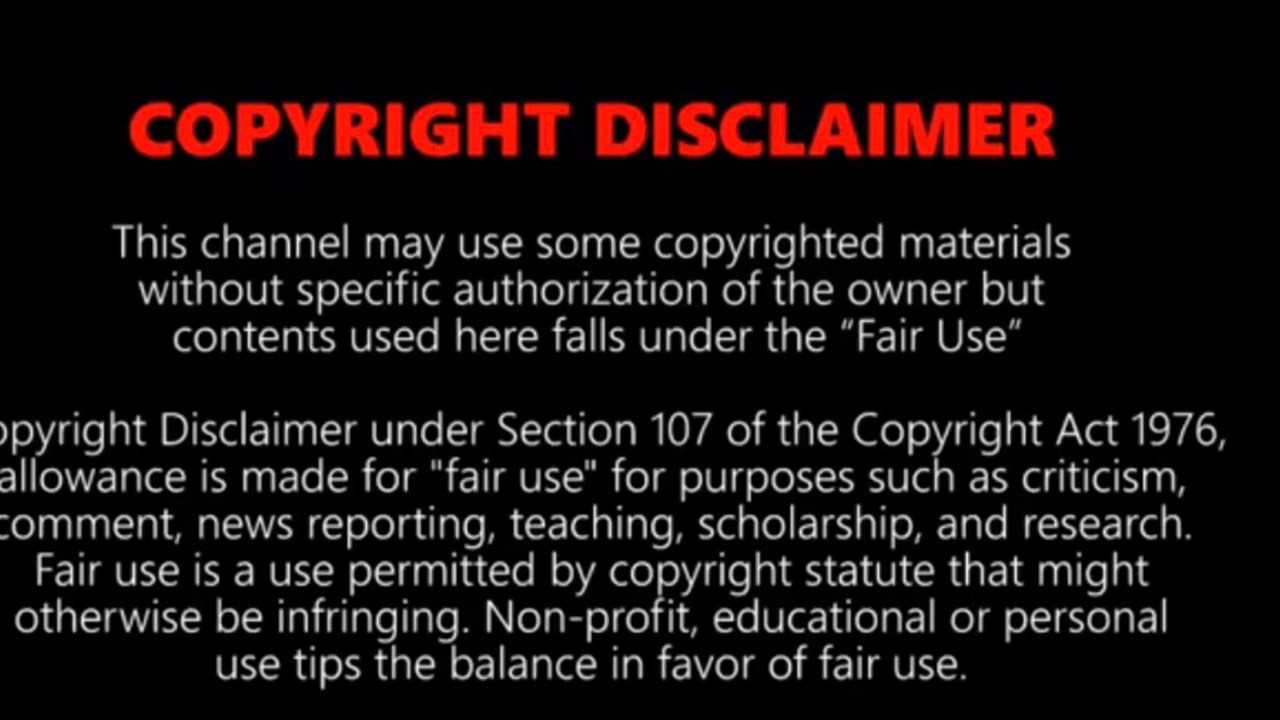 COPYRIGHT DISCLAIMER
This channel may use some copyrighted materials
without specific authorization of the owner but
contents used here falls under the “Fair Use”
opyright Disclaimer under Section 107 of the Copyright Act 1976,
allowance is made for "fair use" for purposes such as criticism,
comment, news reporting, teaching, scholarship, and research.
Fair use is a use permitted by copyright statute that might
otherwise be infringing. Non-profit, educational or personal
use tips the balance in favor of fair use.